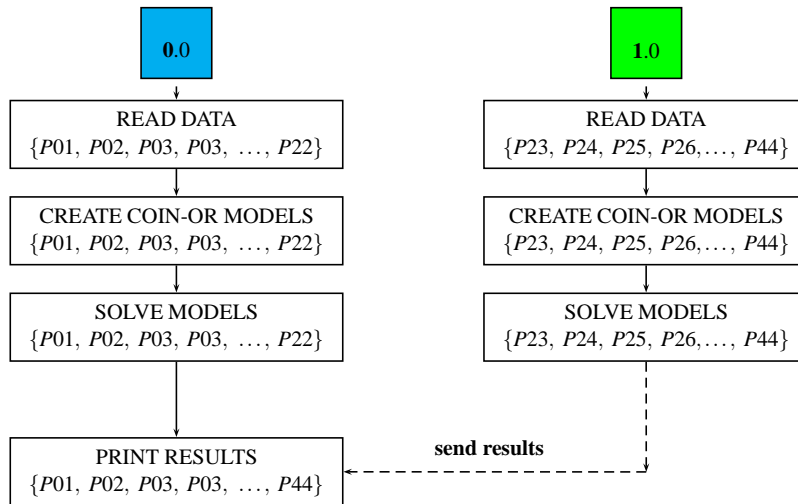 0.0
READ DATA
{P01, P02, P03, P03, ..., P22}
CREATE COIN-OR MODELS
{P01, P02, P03, P03, ..., P22}
SOLVE MODELS
{P01, P02, P03, P03, ..., P22}
PRINT RESULTS
{P01, P02, P03, P03, ..., P44}
1.0
READ DATA
{P23, P24, P25, P26,..., P44}
CREATE COIN-OR MODELS
{P23, P24, P25, P26,..., P44}
SOLVE MODELS
{P23, P24, P25, P26,..., P44}
send results